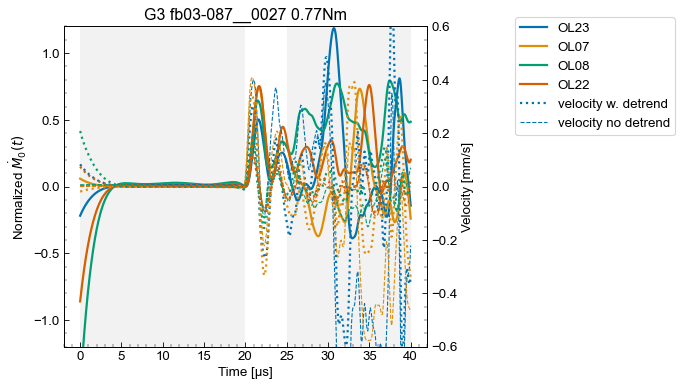 G3 fb03-087__0027 0.77Nm
Normalized Ṁ₀(t)
1.0
0.5
0.0
−0.5
−1.0
0
5
10
15
20
25
30
35
40
Time [μs]
0.6
0.4
0.2
0.0
−0.2
−0.4
−0.6
Velocity [mm/s]
OL23
OL07
OL08
OL22
velocity w. detrend
velocity no detrend